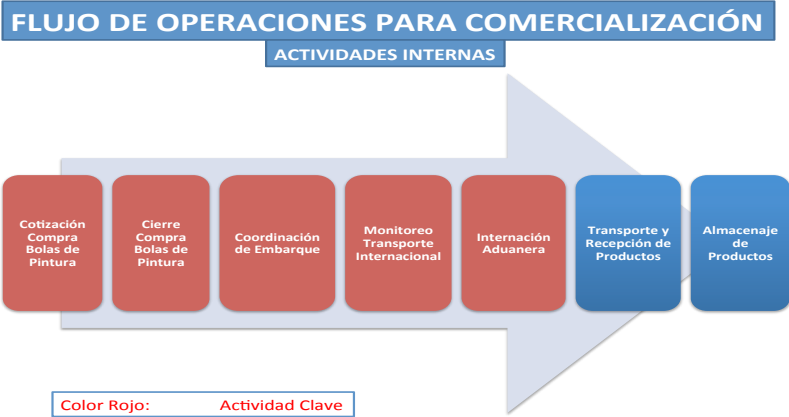 FLUJO DE OPERACIONES PARA COMERCIALIZACIÓN
ACTIVIDADES INTERNAS
Cotización
Compra
Bolas de
Pintura
Cierre
Compra
Bolas de
Pintura
Coordinación
de Embarque
Monitoreo
Transporte
Internacional
Internación
Aduanera
Transporte y
Recepción de
Productos
Almacenaje
de
Productos
Color Rojo: Actividad Clave